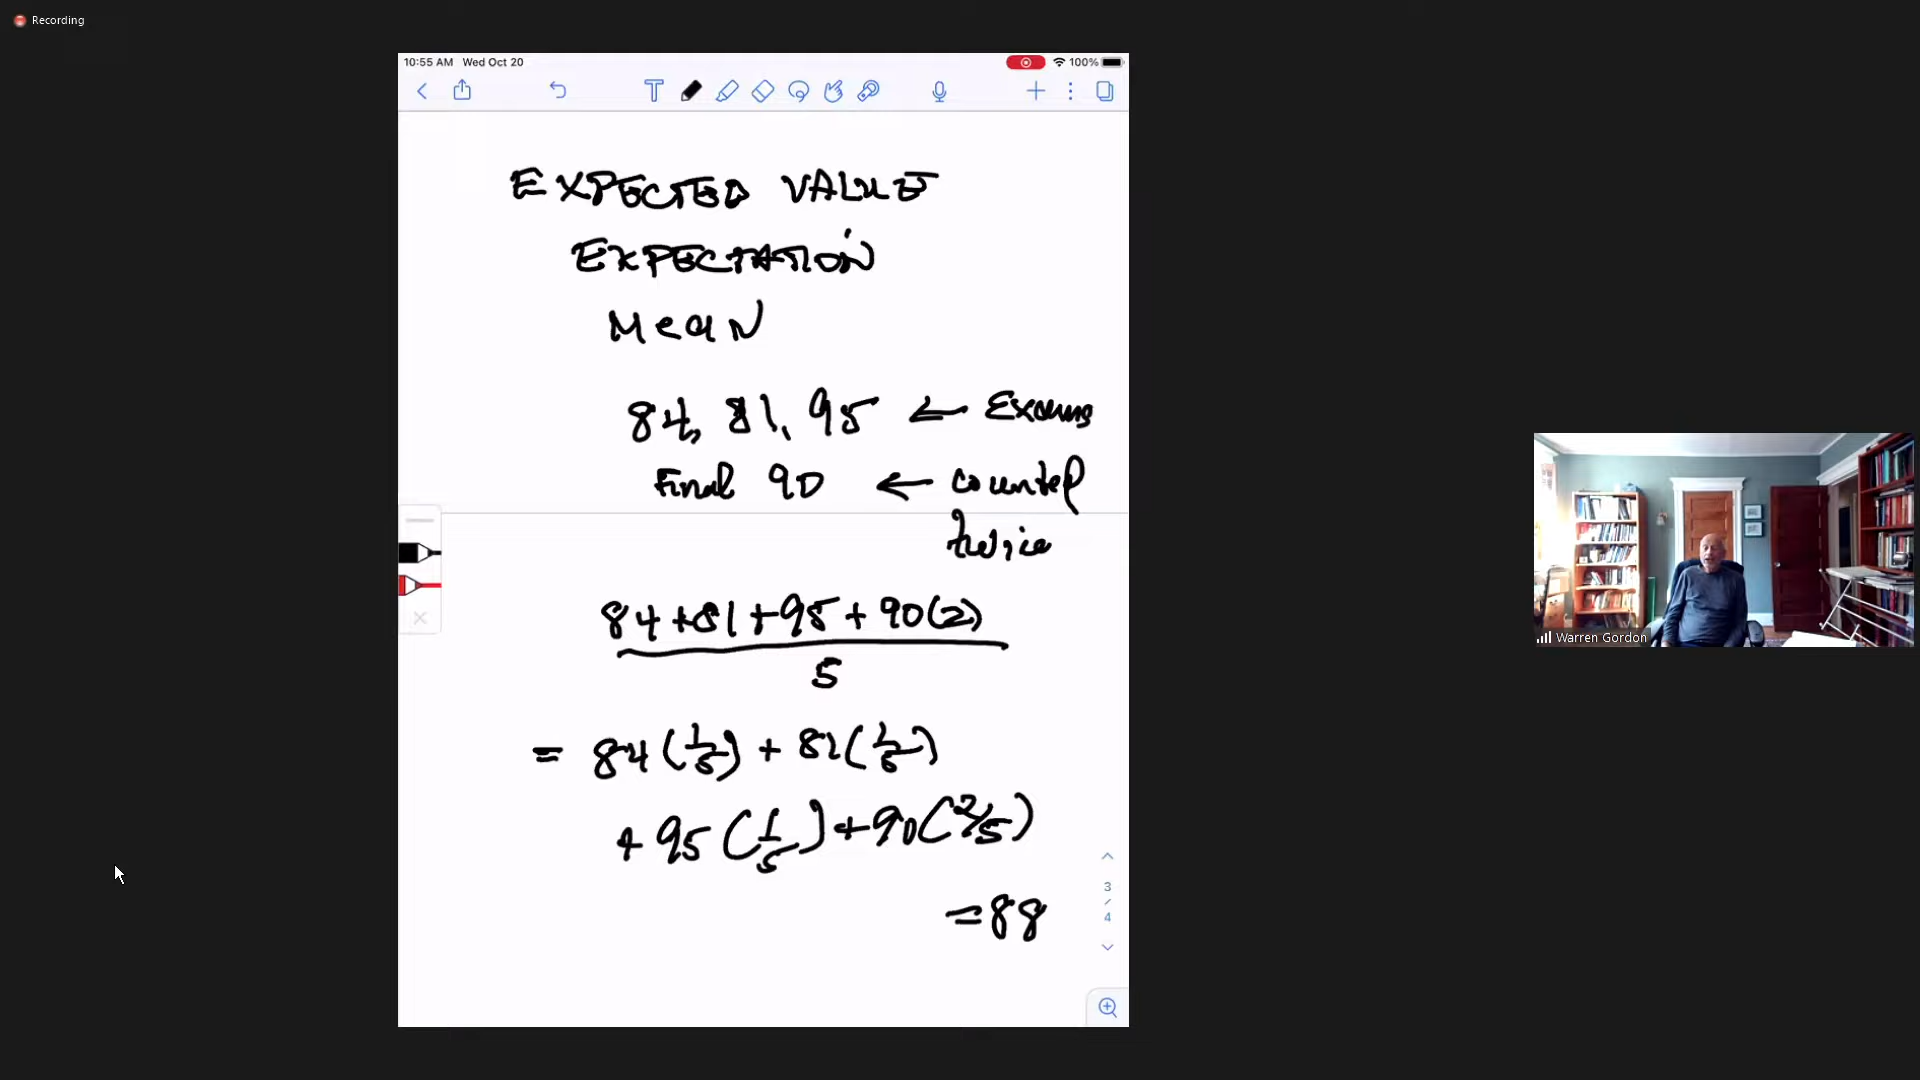 Recording
10:55 AM Wed Oct 20
100%
EXPECTED VALUE
EXPECTATION
MEAN
84, 81, 95 ← Exams
Final 90 ← counted
twice
84+81+95+90(2)
5
= 84(1/5) + 81(1/5)
+ 95(1/5) + 90(2/5)
=88
3
/
4
Warren Gordon